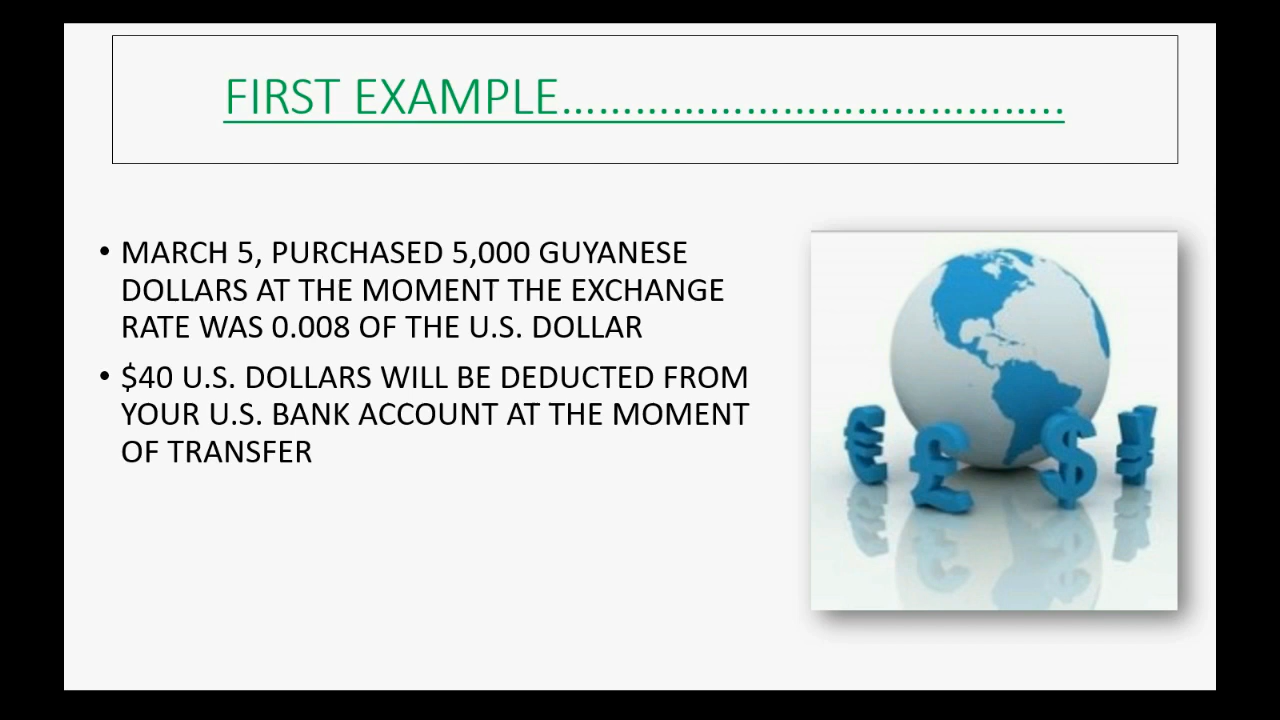 FIRST EXAMPLE……………………………………..
• MARCH 5, PURCHASED 5,000 GUYANESE
DOLLARS AT THE MOMENT THE EXCHANGE
RATE WAS 0.008 OF THE U.S. DOLLAR
• $40 U.S. DOLLARS WILL BE DEDUCTED FROM
YOUR U.S. BANK ACCOUNT AT THE MOMENT
OF TRANSFER
€ £ $ ¥